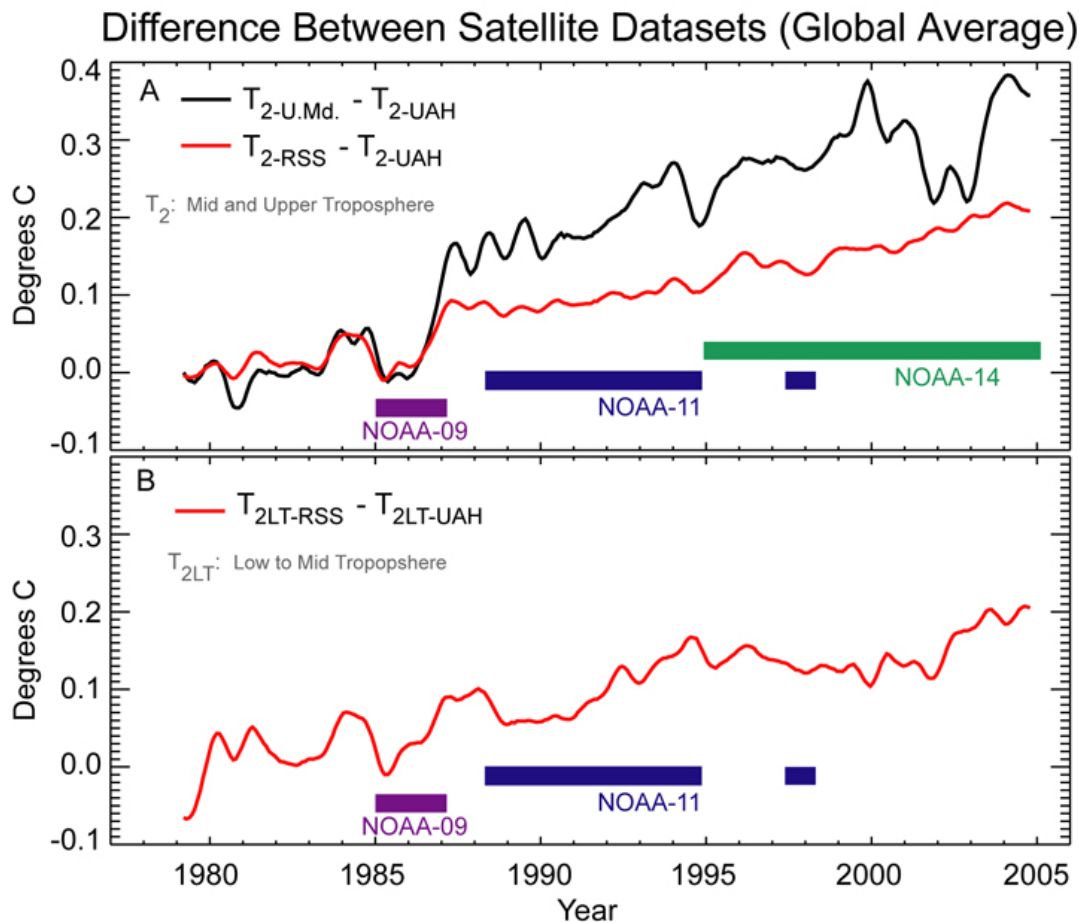 Difference Between Satellite Datasets (Global Average)
A
T2-U.Md. - T2-UAH
T2-RSS - T2-UAH
T2: Mid and Upper Troposphere
Degrees C
0.4
0.3
0.2
0.1
0.0
-0.1
NOAA-14
NOAA-11
NOAA-09
B
T2LT-RSS - T2LT-UAH
T2LT: Low to Mid Tropopshere
Degrees C
0.3
0.2
0.1
0.0
-0.1
NOAA-11
NOAA-09
1980 1985 1990 1995 2000 2005
Year